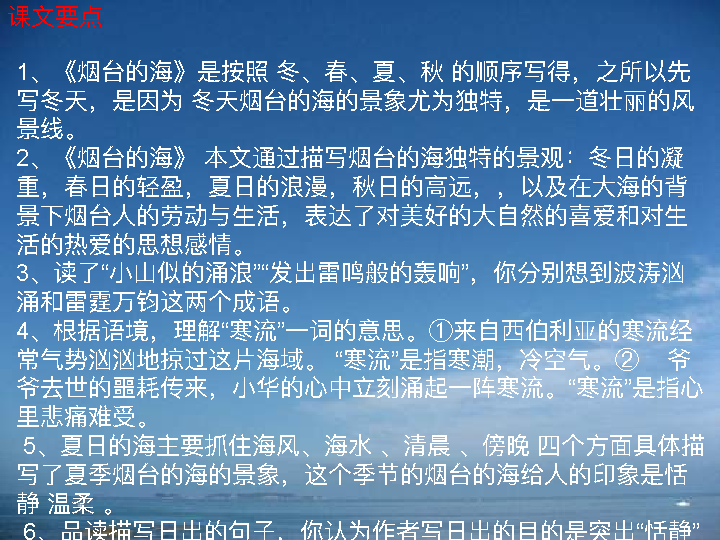 课文要点
1、《烟台的海》是按照 冬、春、夏、秋 的顺序写得，之所以先
写冬天，是因为 冬天烟台的海的景象尤为独特，是一道壮丽的风
景线。
2、《烟台的海》 本文通过描写烟台的海独特的景观：冬日的凝
重，春日的轻盈，夏日的浪漫，秋日的高远，，以及在大海的背
景下烟台人的劳动与生活，表达了对美好的大自然的喜爱和对生
活的热爱的思想感情。
3、读了“小山似的涌浪”“发出雷鸣般的轰响”，你分别想到波涛汹
涌和雷霆万钧这两个成语。
4、根据语境，理解“寒流”一词的意思。①来自西伯利亚的寒流经
常气势汹汹地掠过这片海域。 “寒流”是指寒潮，冷空气。② 爷
爷去世的噩耗传来，小华的心中立刻涌起一阵寒流。“寒流”是指心
里悲痛难受。
5、夏日的海主要抓住海风、海水 、清晨 、傍晚 四个方面具体描
写了夏季烟台的海的景象，这个季节的烟台的海给人的印象是恬
静 温柔 。
6、品读描写日出的句子，你认为作者写日出的目的是突出“恬静”